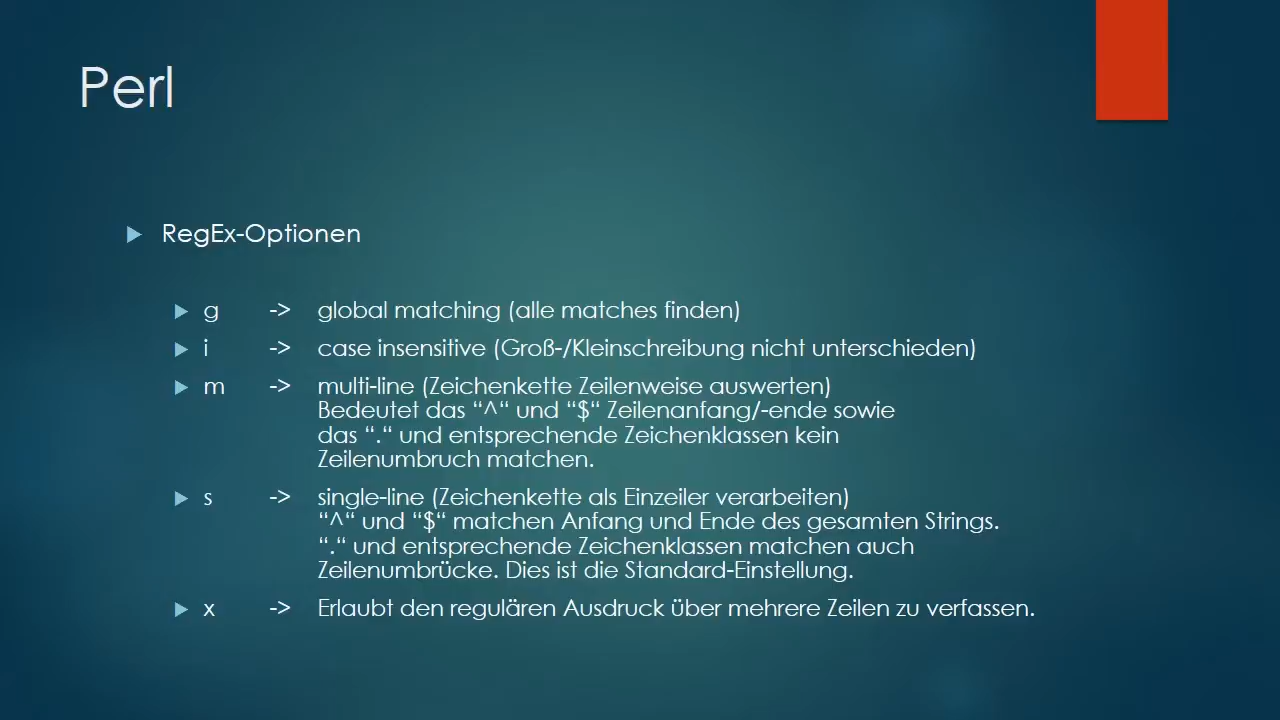 Perl
RegEx-Optionen
g -> global matching (alle matches finden)
i -> case insensitive (Groß-/Kleinschreibung nicht unterschieden)
m -> multi-line (Zeichenkette Zeilenweise auswerten)
Bedeutet das “^“ und “$“ Zeilenanfang/-ende sowie
das “.“ und entsprechende Zeichenklassen kein
Zeilenumbruch matchen.
s -> single-line (Zeichenkette als Einzeiler verarbeiten)
“^“ und “$“ matchen Anfang und Ende des gesamten Strings.
“.“ und entsprechende Zeichenklassen matchen auch
Zeilenumbrücke. Dies ist die Standard-Einstellung.
x -> Erlaubt den regulären Ausdruck über mehrere Zeilen zu verfassen.